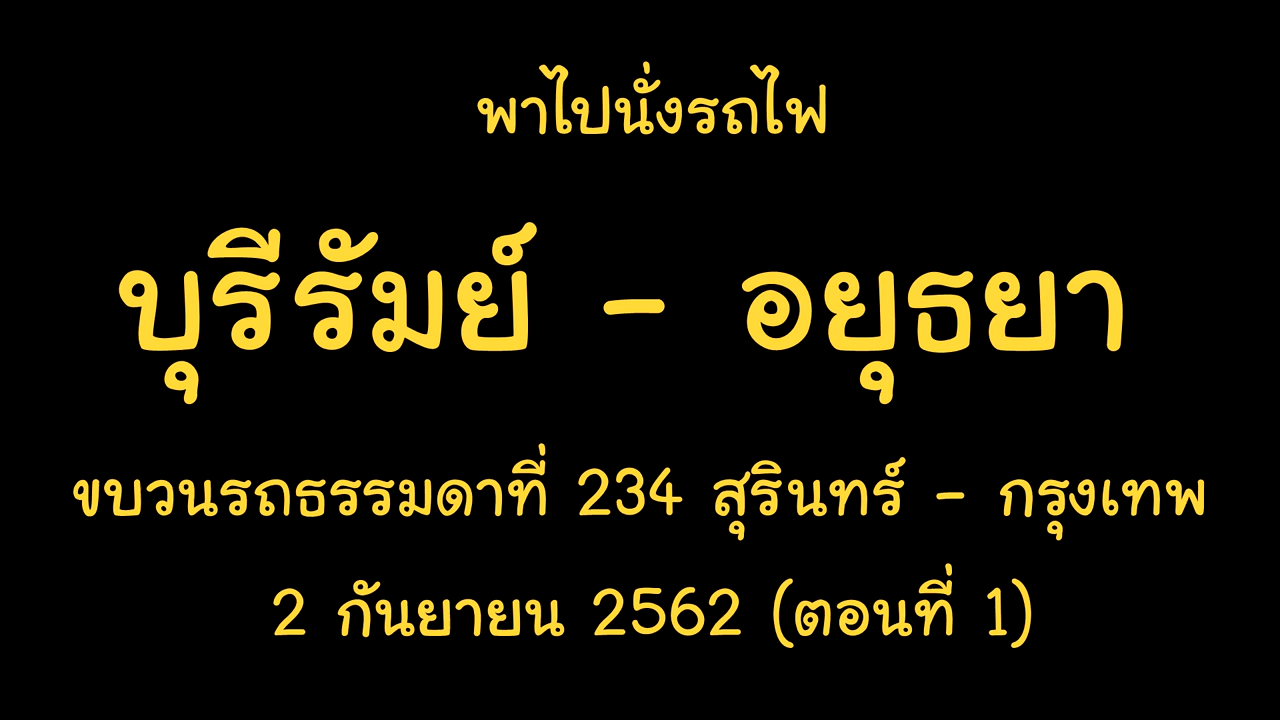 พาไปนั่งรถไฟ
บุรีรัมย์ - อยุธยา
ขบวนรถธรรมดาที่ 234 สุรินทร์ - กรุงเทพ
2 กันยายน 2562 (ตอนที่ 1)